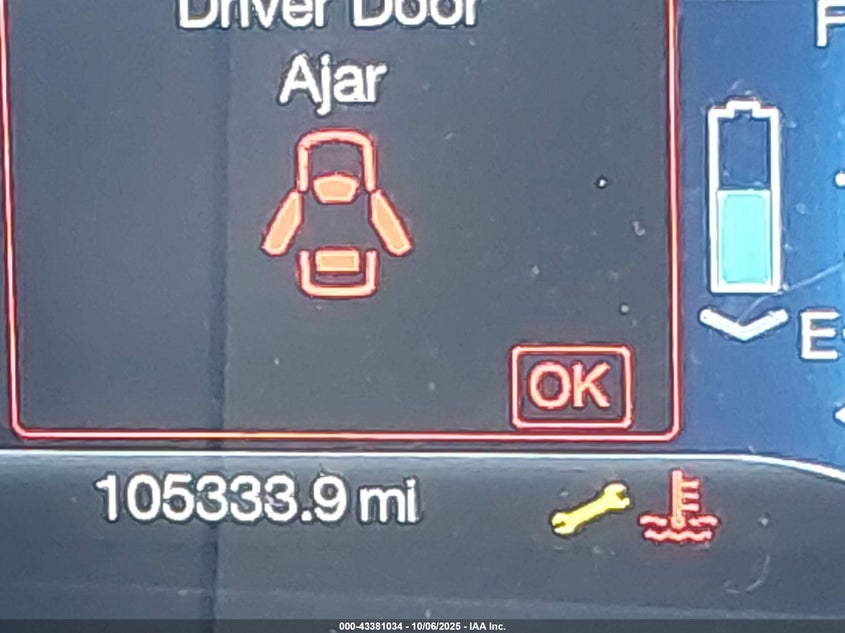 Driver Door
Ajar
F
E
OK
105333.9 mi
000-43381034 - 10/06/2025 - IAA Inc.